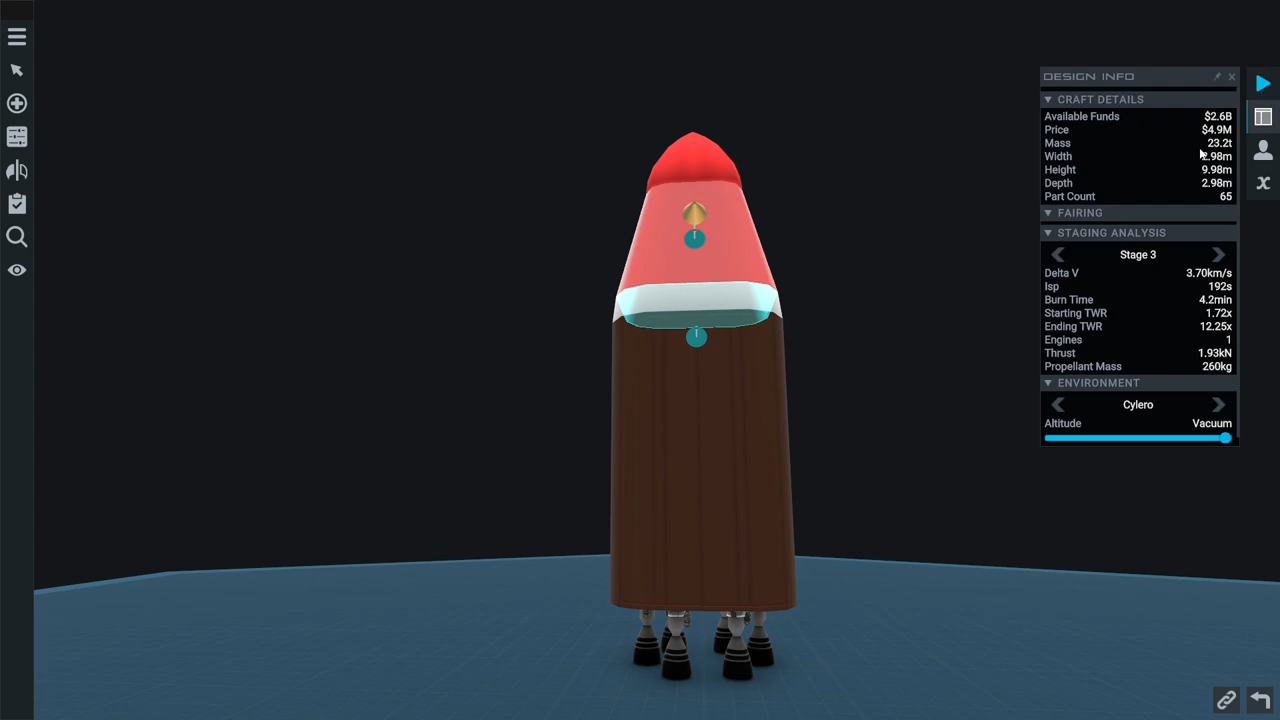 DESIGN INFO
CRAFT DETAILS
Available Funds $2.6B
Price $4.9M
Mass 23.2t
Width 2.98m
Height 9.98m
Depth 2.98m
Part Count 65
FAIRING
STAGING ANALYSIS
Stage 3
Delta V 3.70km/s
Isp 192s
Burn Time 4.2min
Starting TWR 1.72x
Ending TWR 12.25x
Engines 1
Thrust 1.93kN
Propellant Mass 260kg
ENVIRONMENT
Cylero
Altitude Vacuum